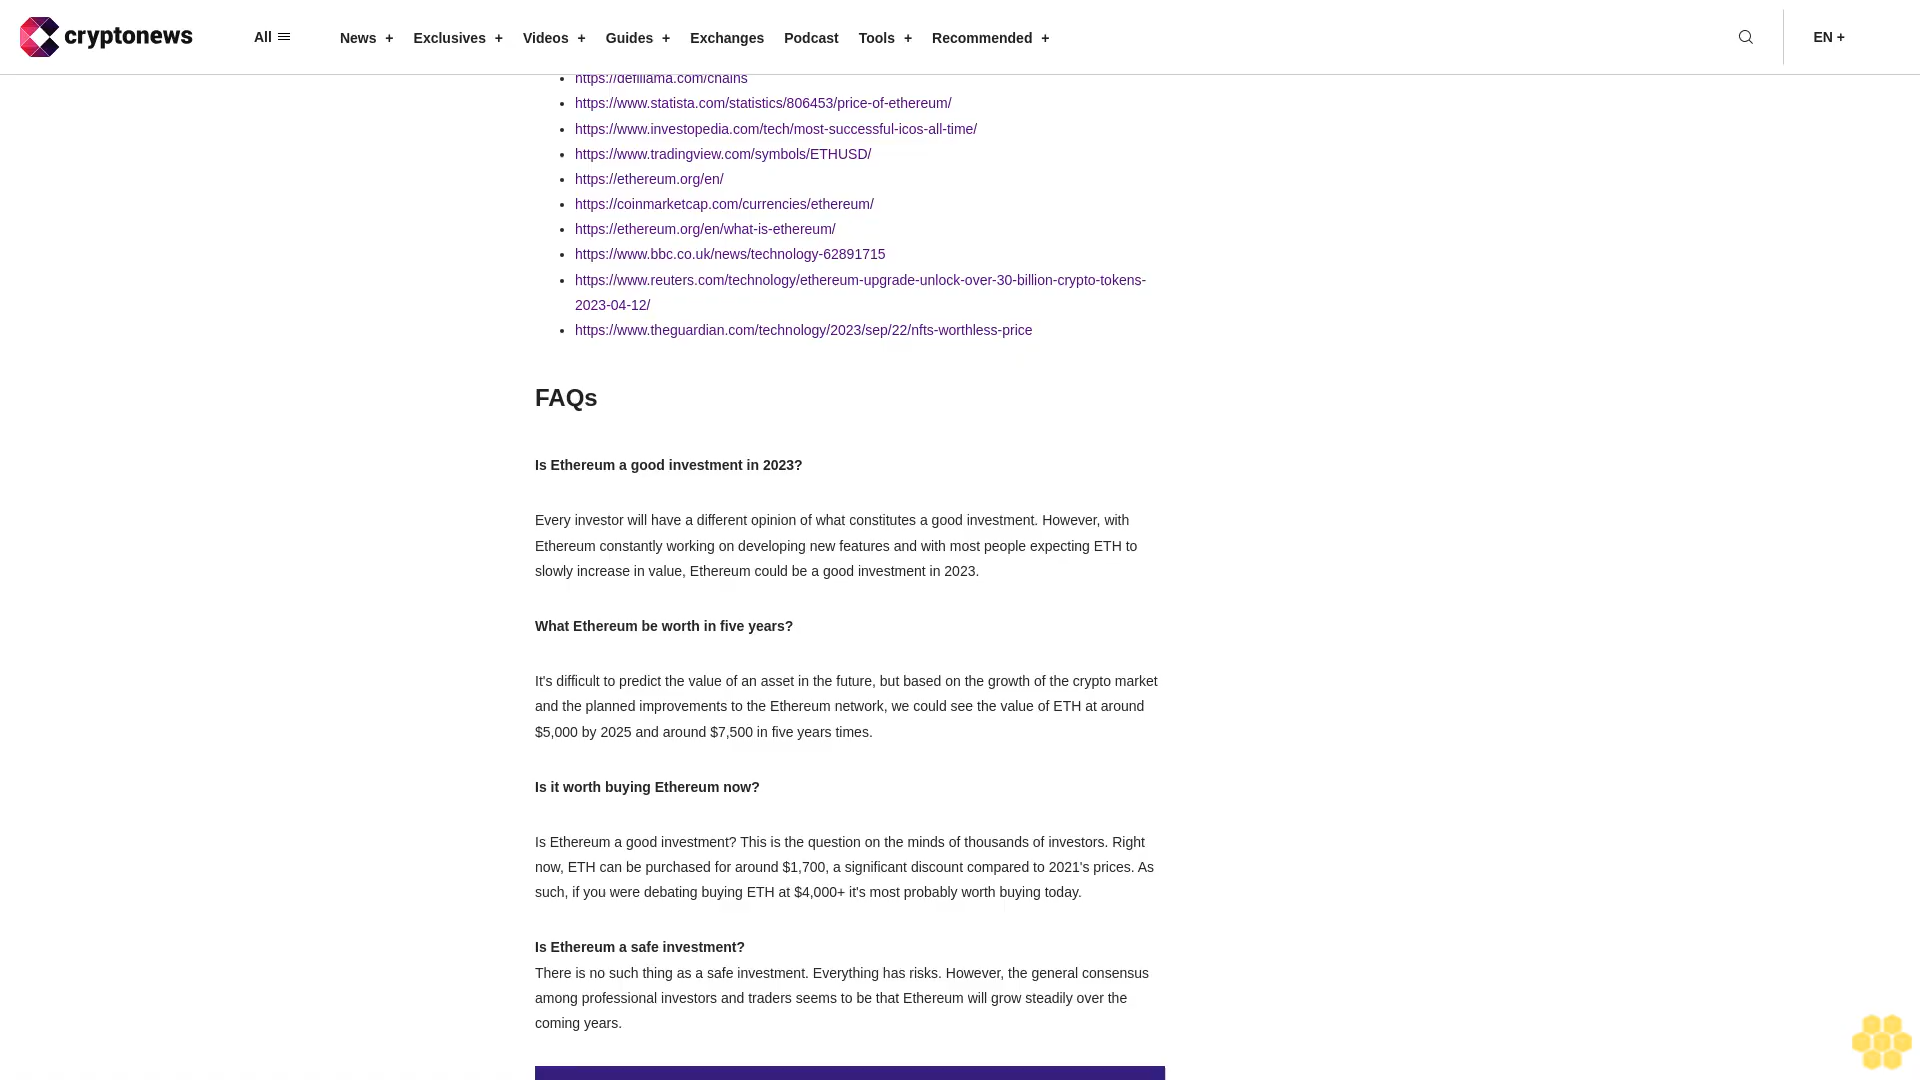 cryptonews
All
News +
Exclusives +
Videos +
Guides +
Exchanges
Podcast
Tools +
Recommended +
EN +
https://defillama.com/chains
https://www.statista.com/statistics/806453/price-of-ethereum/
https://www.investopedia.com/tech/most-successful-icos-all-time/
https://www.tradingview.com/symbols/ETHUSD/
https://ethereum.org/en/
https://coinmarketcap.com/currencies/ethereum/
https://ethereum.org/en/what-is-ethereum/
https://www.bbc.co.uk/news/technology-62891715
https://www.reuters.com/technology/ethereum-upgrade-unlock-over-30-billion-crypto-tokens-
2023-04-12/
https://www.theguardian.com/technology/2023/sep/22/nfts-worthless-price
FAQs
Is Ethereum a good investment in 2023?
Every investor will have a different opinion of what constitutes a good investment. However, with
Ethereum constantly working on developing new features and with most people expecting ETH to
slowly increase in value, Ethereum could be a good investment in 2023.
What Ethereum be worth in five years?
It's difficult to predict the value of an asset in the future, but based on the growth of the crypto market
and the planned improvements to the Ethereum network, we could see the value of ETH at around
$5,000 by 2025 and around $7,500 in five years times.
Is it worth buying Ethereum now?
Is Ethereum a good investment? This is the question on the minds of thousands of investors. Right
now, ETH can be purchased for around $1,700, a significant discount compared to 2021's prices. As
such, if you were debating buying ETH at $4,000+ it's most probably worth buying today.
Is Ethereum a safe investment?
There is no such thing as a safe investment. Everything has risks. However, the general consensus
among professional investors and traders seems to be that Ethereum will grow steadily over the
coming years.